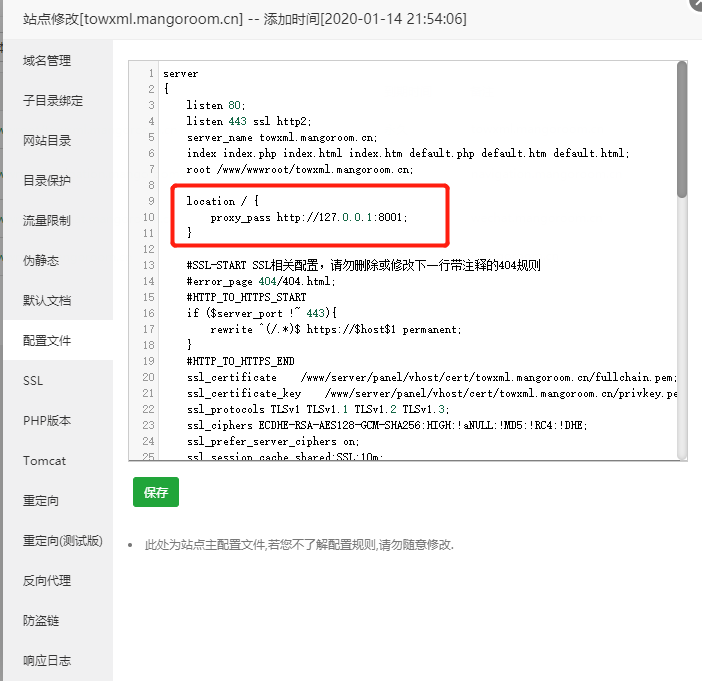 站点修改[towxml.mangoroom.cn] -- 添加时间[2020-01-14 21:54:06]
域名管理
子目录绑定
网站目录
目录保护
流量限制
伪静态
默认文档
配置文件
SSL
PHP版本
Tomcat
重定向
重定向(测试版)
反向代理
防盗链
响应日志
1 server
2 {
3 listen 80;
4 listen 443 ssl http2;
5 server_name towxml.mangoroom.cn;
6 index index.php index.html index.htm default.php default.htm default.html;
7 root /www/wwwroot/towxml.mangoroom.cn;
8
9 location / {
10 proxy_pass http://127.0.0.1:8001;
11 }
12
13 #SSL-START SSL相关配置，请勿删除或修改下一行带注释的404规则
14 #error_page 404/404.html;
15 #HTTP_TO_HTTPS_START
16 if ($server_port !~ 443){
17 rewrite ^(/.*)$ https://$host$1 permanent;
18 }
19 #HTTP_TO_HTTPS_END
20 ssl_certificate /www/server/panel/vhost/cert/towxml.mangoroom.cn/fullchain.pem;
21 ssl_certificate_key /www/server/panel/vhost/cert/towxml.mangoroom.cn/privkey.pe
22 ssl_protocols TLSv1 TLSv1.1 TLSv1.2 TLSv1.3;
23 ssl_ciphers ECDHE-RSA-AES128-GCM-SHA256:HIGH:!aNULL:!MD5:!RC4:!DHE;
24 ssl_prefer_server_ciphers on;
25 ssl_session_cache shared:SSL:10m;
保存
此处为站点主配置文件,若您不了解配置规则,请勿随意修改.